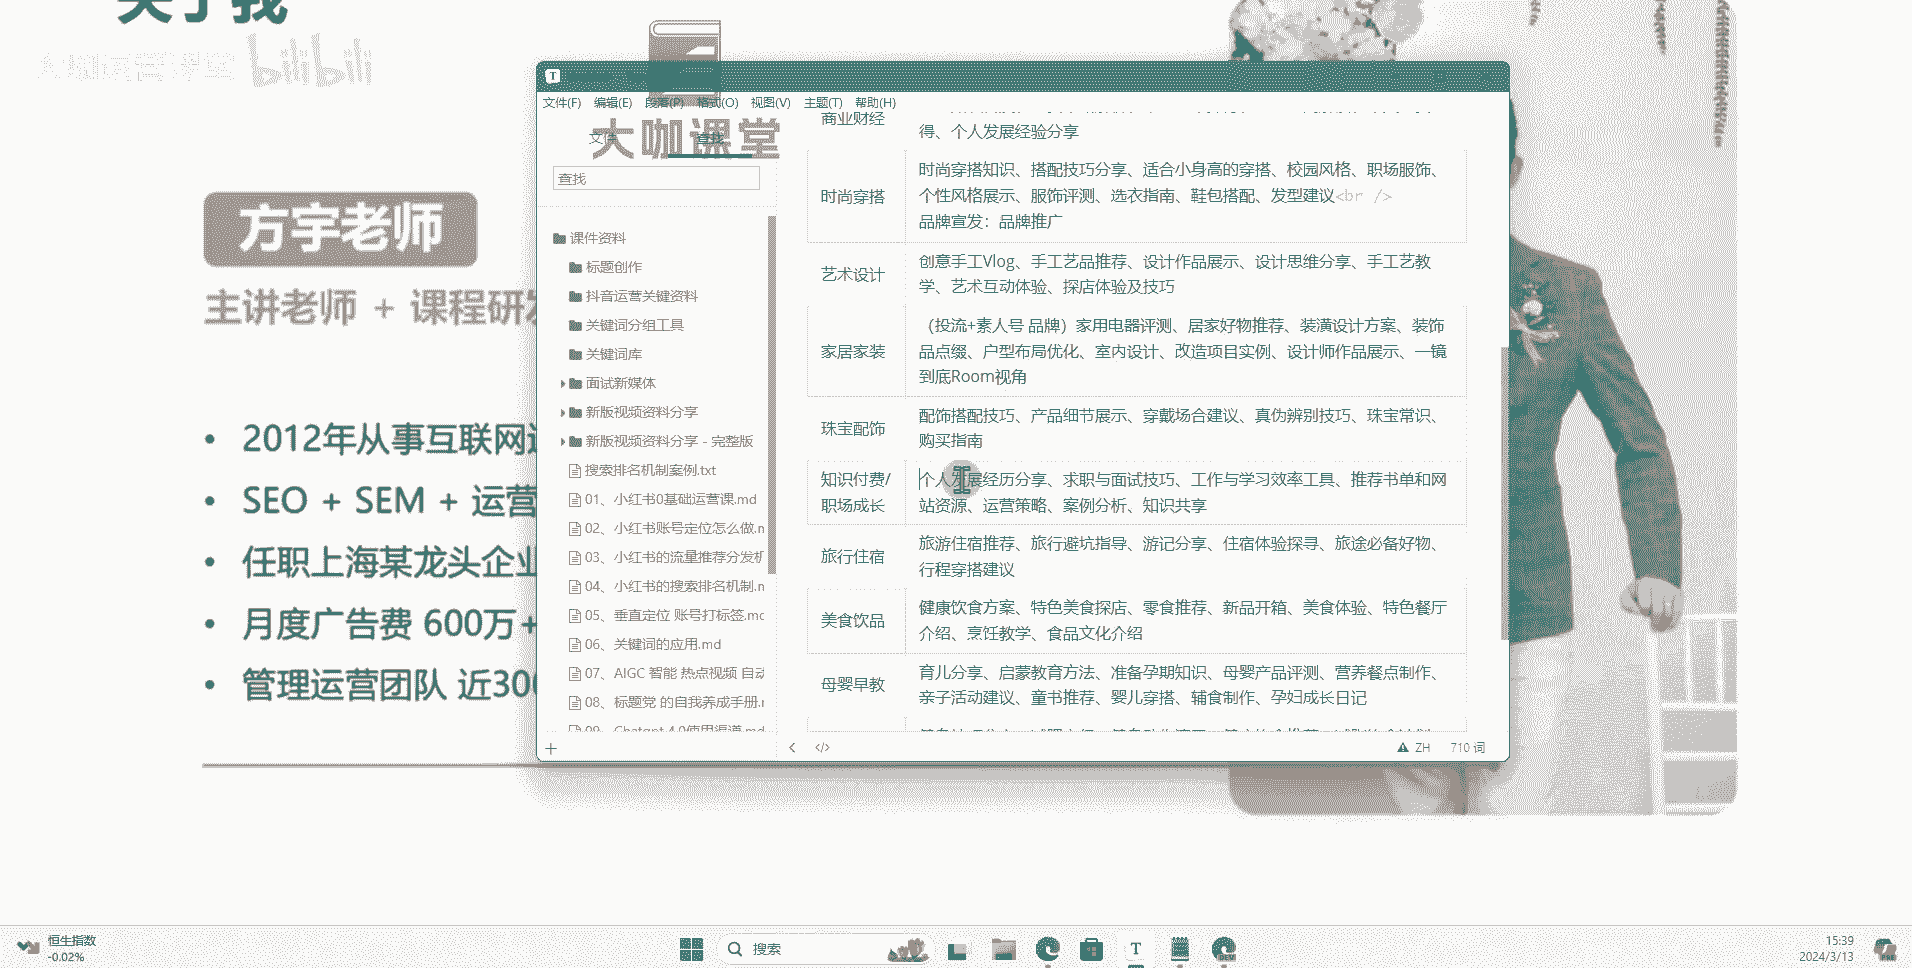 关于我
bilibili
大咖课堂
方宇老师
主讲老师 + 课程研发
2012年从事互联网
SEO + SEM + 运营
任职上海某龙头企业
月度广告费 600万+
管理运营团队 近300
T
文件(F) 编辑(E) 段落(P) 格式(O) 视图(V) 主题(T) 帮助(H)
文件 查找
查找
课件资料
标题创作
抖音运营关键资料
关键词分组工具
关键词库
面试新媒体
新版视频资料分享
新版视频资料分享 - 完整版
搜索排名机制案例.txt
01、小红书0基础运营课.md
02、小红书账号定位怎么做.m
03、小红书的流量推荐分发机
04、小红书的搜索排名机制.m
05、垂直定位 账号打标签.mc
06、关键词的应用.md
07、AIGC 智能 热点视频 自动
08、标题党 的自我养成手册.r
09、Chatgpt 4.0使用渠道.md
商业财经
得、个人发展经验分享
时尚穿搭
时尚穿搭知识、搭配技巧分享、适合小身高的穿搭、校园风格、职场服饰、
个性风格展示、服饰评测、选衣指南、鞋包搭配、发型建议<br />
品牌宣发：品牌推广
艺术设计
创意手工Vlog、手工艺品推荐、设计作品展示、设计思维分享、手工艺教
学、艺术互动体验、探店体验及技巧
家居家装
（投流+素人号 品牌）家用电器评测、居家好物推荐、装潢设计方案、装饰
品点缀、户型布局优化、室内设计、改造项目实例、设计师作品展示、一镜
到底Room视角
珠宝配饰
配饰搭配技巧、产品细节展示、穿戴场合建议、真伪辨别技巧、珠宝常识、
购买指南
知识付费/
职场成长
个人发展经历分享、求职与面试技巧、工作与学习效率工具、推荐书单和网
站资源、运营策略、案例分析、知识共享
旅行住宿
旅游住宿推荐、旅行避坑指导、游记分享、住宿体验探寻、旅途必备好物、
行程穿搭建议
美食饮品
健康饮食方案、特色美食探店、零食推荐、新品开箱、美食体验、特色餐厅
介绍、烹饪教学、食品文化介绍
母婴早教
育儿分享、启蒙教育方法、准备孕期知识、母婴产品评测、营养餐点制作、
亲子活动建议、童书推荐、婴儿穿搭、辅食制作、孕妇成长日记
ZH 710 词
恒生指数
-0.02%
搜索
15:39
2024/3/13